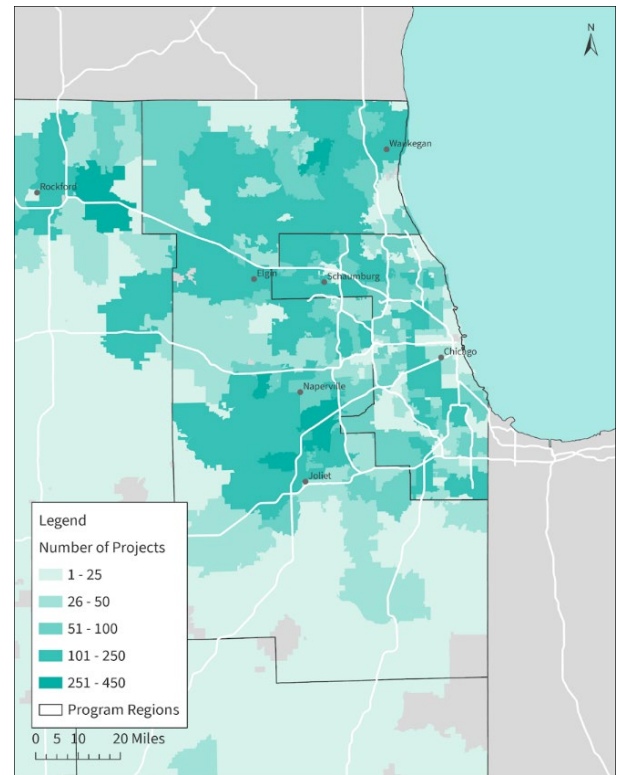 N
Waukegan
Rockford
Elgin
Schaumburg
Chicago
Naperville
Joliet
Legend
Number of Projects
1 - 25
26 - 50
51 - 100
101 - 250
251 - 450
Program Regions
0 5 10 20 Miles